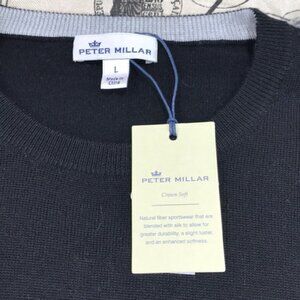 PETER MILLAR
L
Made in
China
PETER MILLAR
Crown Soft
Natural fiber sportswear that are
blended with silk to allow for
greater durability, a slight luster,
and an enhanced softness.